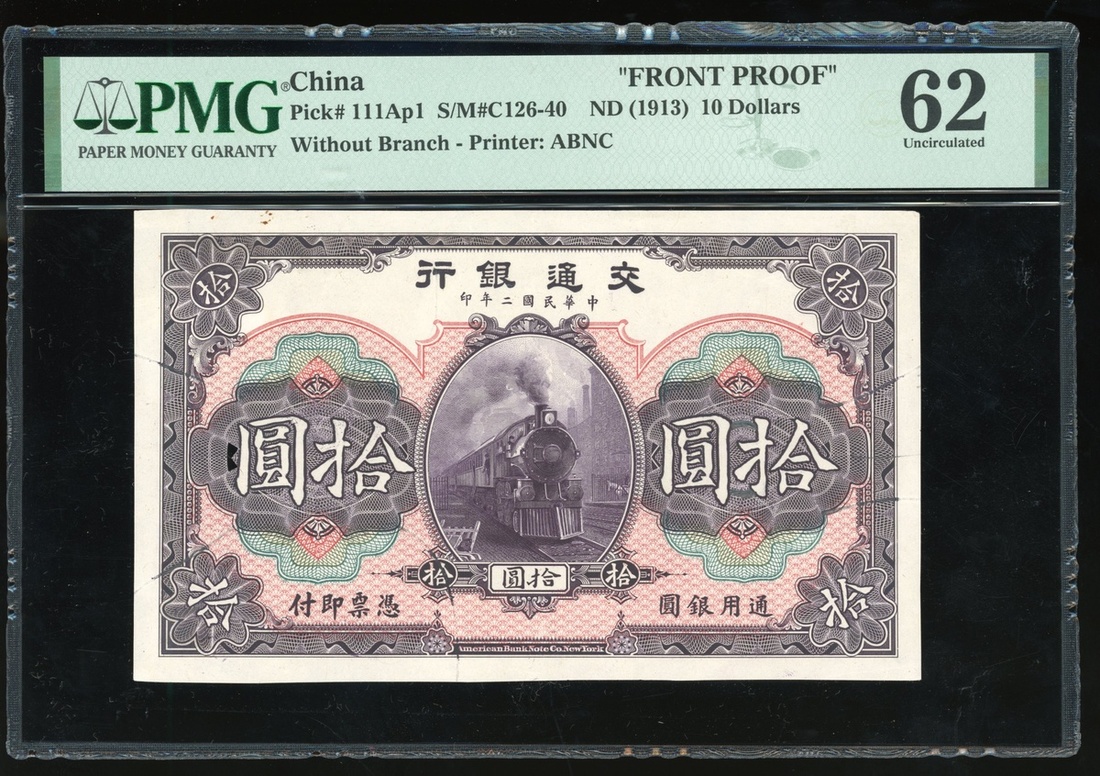 PMG
PAPER MONEY GUARANTY
®China
"FRONT PROOF"
Pick# 111Ap1 S/M#C126-40 ND (1913) 10 Dollars
Without Branch - Printer: ABNC
62
Uncirculated
拾
交通銀行
拾
中華民國二年印
拾圓
拾圓
拾
拾圓
拾
拾
通用銀圓
憑票即付
拾
American Bank Note Co. New York